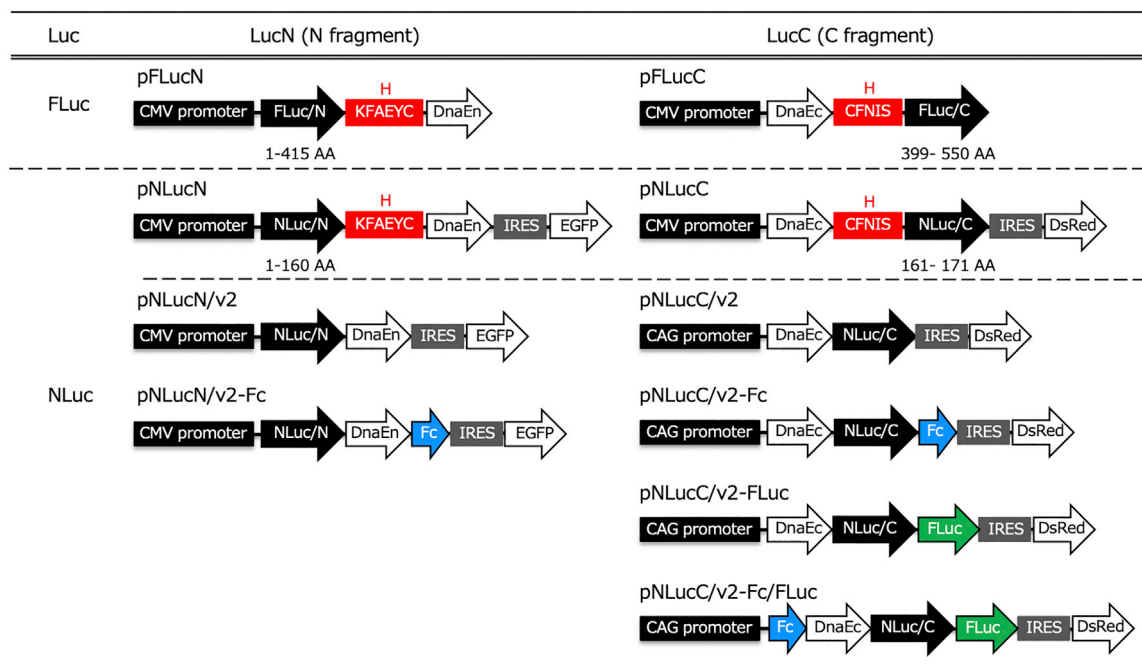 Luc LucN (N fragment) LucC (C fragment)
pFLucN pFLucC
FLuc
H H
CMV promoter FLuc/N KFAEYC DnaEn CMV promoter DnaEc CFNIS FLuc/C
1-415 AA 399- 550 AA
pNLucN pNLucC
H H
CMV promoter NLuc/N KFAEYC DnaEn IRES EGFP CMV promoter DnaEc CFNIS NLuc/C IRES DsRed
1-160 AA 161- 171 AA
pNLucN/v2 pNLucC/v2
CMV promoter NLuc/N DnaEn IRES EGFP CAG promoter DnaEc NLuc/C IRES DsRed
NLuc pNLucN/v2-Fc pNLucC/v2-Fc
CMV promoter NLuc/N DnaEn Fc IRES EGFP CAG promoter DnaEc NLuc/C Fc IRES DsRed
pNLucC/v2-FLuc
CAG promoter DnaEc NLuc/C FLuc IRES DsRed
pNLucC/v2-Fc/FLuc
CAG promoter Fc DnaEc NLuc/C FLuc IRES DsRed